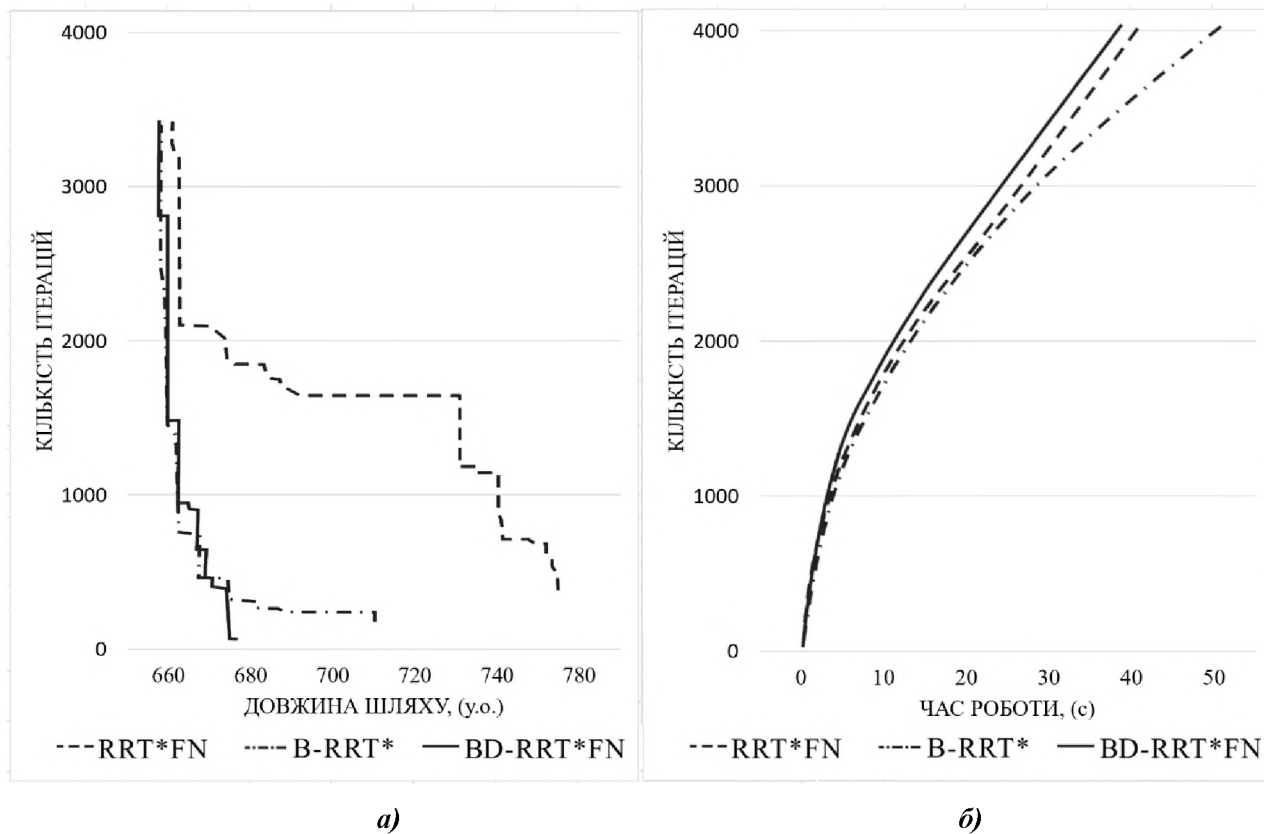 4000
3000
2000
1000
0
КІЛЬКІСТЬ ІТЕРАЦІЙ
660 680 700 720 740 760 780
ДОВЖИНА ШЛЯХУ, (у.о.)
RRT*FN B-RRT* BD-RRT*FN
а)
4000
3000
2000
1000
0
КІЛЬКІСТЬ ІТЕРАЦІЙ
0 10 20 30 40 50
ЧАС РОБОТИ, (с)
RRT*FN B-RRT* BD-RRT*FN
б)